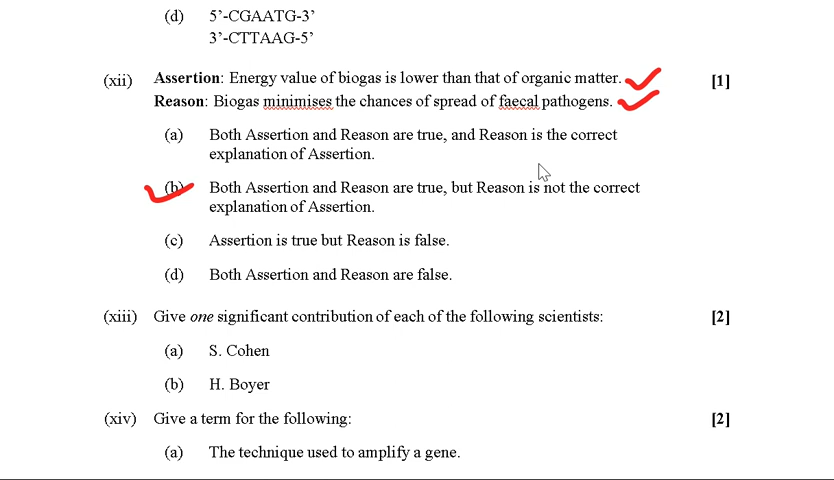 (d) 5’-CGAATG-3’
3’-CTTAAG-5’
(xii) Assertion: Energy value of biogas is lower than that of organic matter. [1]
Reason: Biogas minimises the chances of spread of faecal pathogens.
(a) Both Assertion and Reason are true, and Reason is the correct
explanation of Assertion.
(b) Both Assertion and Reason are true, but Reason is not the correct
explanation of Assertion.
(c) Assertion is true but Reason is false.
(d) Both Assertion and Reason are false.
(xiii) Give one significant contribution of each of the following scientists: [2]
(a) S. Cohen
(b) H. Boyer
(xiv) Give a term for the following: [2]
(a) The technique used to amplify a gene.